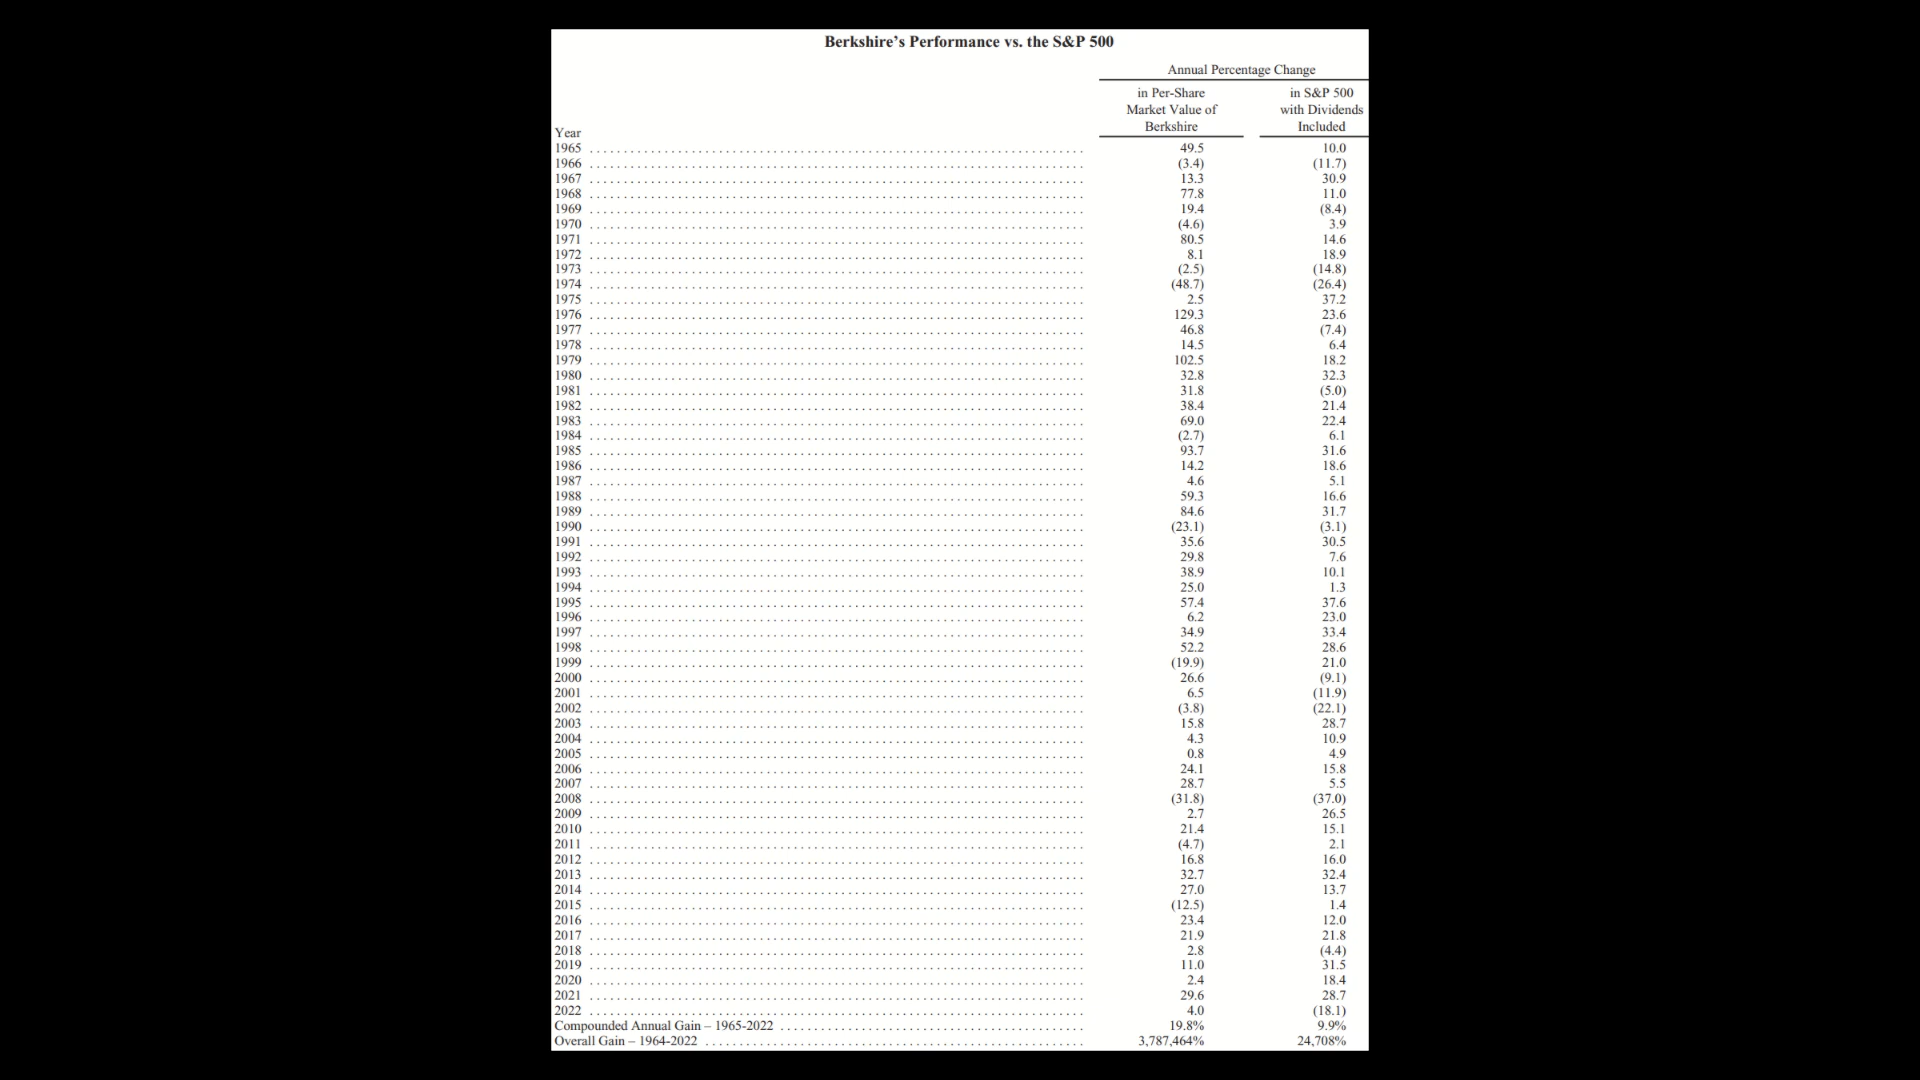 Berkshire's Performance vs. the S&P 500
Annual Percentage Change
in Per-Share in S&P 500
Market Value of with Dividends
Berkshire Included
Year
1965 49.5 10.0
1966 (3.4) (11.7)
1967 13.3 30.9
1968 77.8 11.0
1969 19.4 (8.4)
1970 (4.6) 3.9
1971 80.5 14.6
1972 8.1 18.9
1973 (2.5) (14.8)
1974 (48.7) (26.4)
1975 2.5 37.2
1976 129.3 23.6
1977 46.8 (7.4)
1978 14.5 6.4
1979 102.5 18.2
1980 32.8 32.3
1981 31.8 (5.0)
1982 38.4 21.4
1983 69.0 22.4
1984 (2.7) 6.1
1985 93.7 31.6
1986 14.2 18.6
1987 4.6 5.1
1988 59.3 16.6
1989 84.6 31.7
1990 (23.1) (3.1)
1991 35.6 30.5
1992 29.8 7.6
1993 38.9 10.1
1994 25.0 1.3
1995 57.4 37.6
1996 6.2 23.0
1997 34.9 33.4
1998 52.2 28.6
1999 (19.9) 21.0
2000 26.6 (9.1)
2001 6.5 (11.9)
2002 (3.8) (22.1)
2003 15.8 28.7
2004 4.3 10.9
2005 0.8 4.9
2006 24.1 15.8
2007 28.7 5.5
2008 (31.8) (37.0)
2009 2.7 26.5
2010 21.4 15.1
2011 (4.7) 2.1
2012 16.8 16.0
2013 32.7 32.4
2014 27.0 13.7
2015 (12.5) 1.4
2016 23.4 12.0
2017 21.9 21.8
2018 2.8 (4.4)
2019 11.0 31.5
2020 2.4 18.4
2021 29.6 28.7
2022 4.0 (18.1)
Compounded Annual Gain – 1965-2022 19.8% 9.9%
Overall Gain – 1964-2022 3,787,464% 24,708%